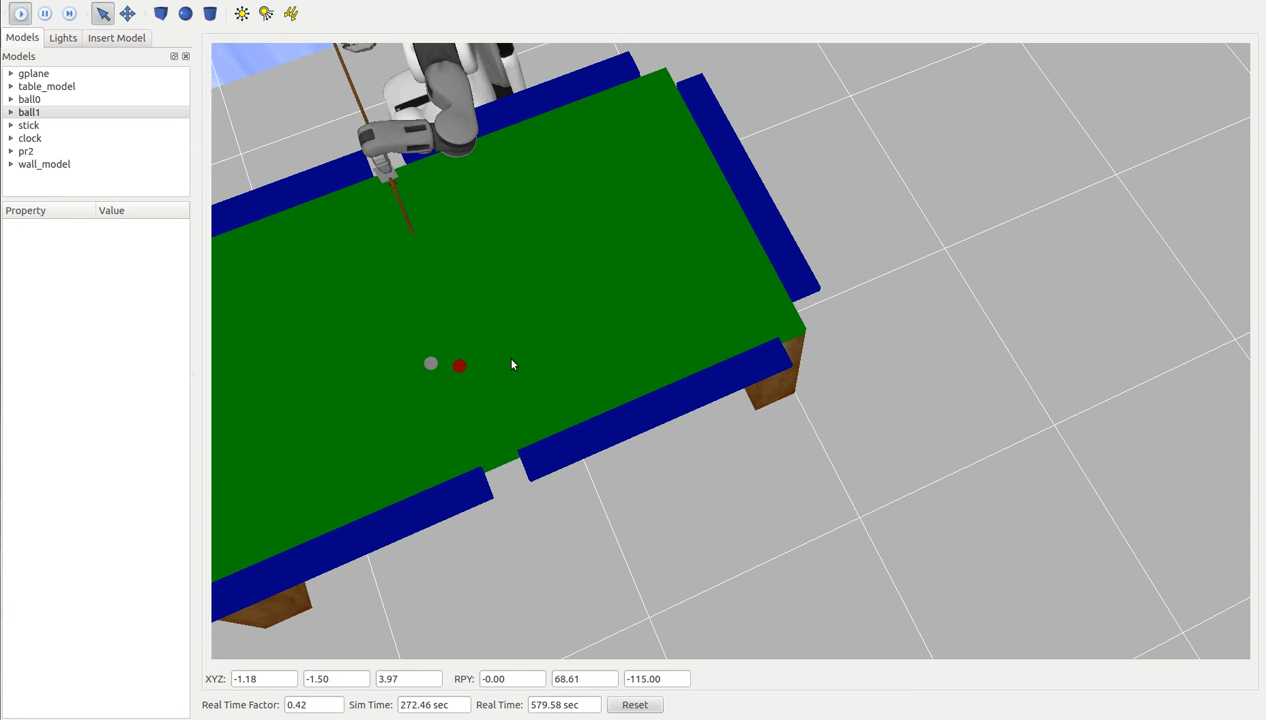 Models Lights Insert Model
Models
gplane
table_model
ball0
ball1
stick
clock
pr2
wall_model
Property Value
XYZ: -1.18 -1.50 3.97 RPY: -0.00 68.61 -115.00
Real Time Factor: 0.42 Sim Time: 272.46 sec Real Time: 579.58 sec Reset